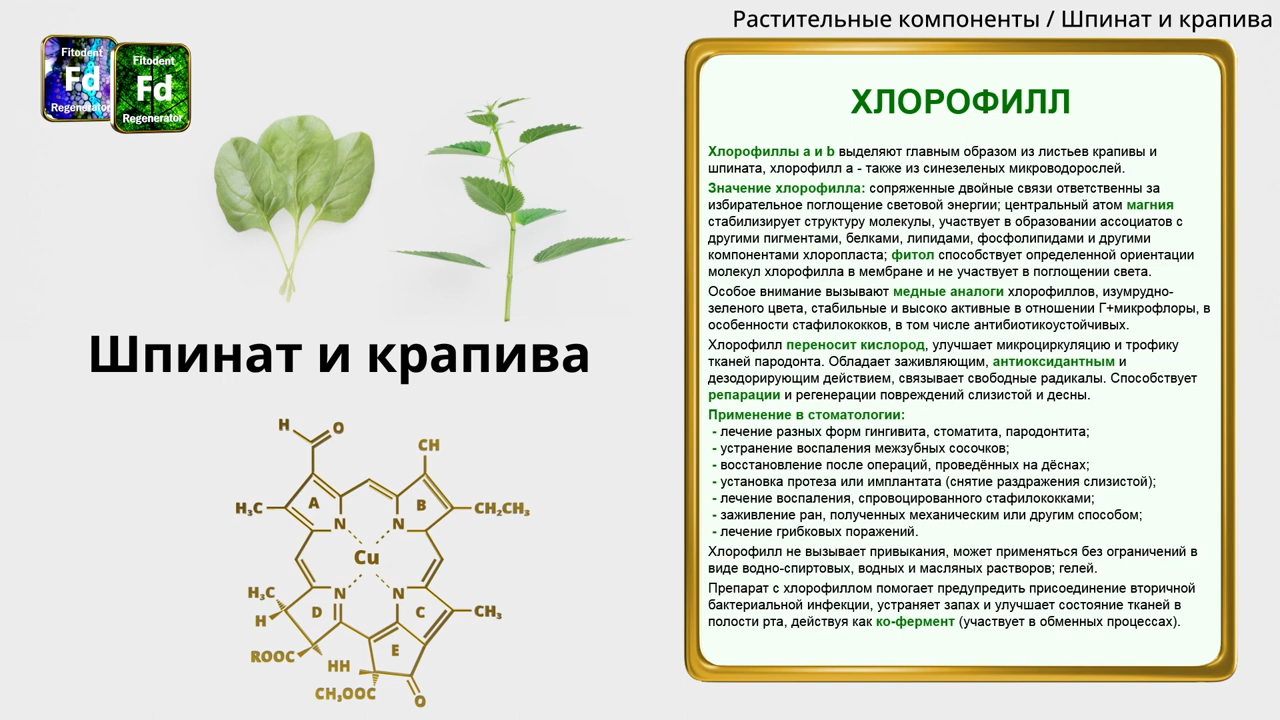 Растительные компоненты / Шпинат и крапива
Fitodent
Fd
Regenerator
Fitodent
Fd
Regenerator
Шпинат и крапива
H
O
CH
A
B
H₃C
CH₂CH₃
N
N
Cu
H₃C
N
N
H
D
C
CH₃
ROOC
E
HH
CH₃OOC
O
ХЛОРОФИЛЛ
Хлорофиллы a и b выделяют главным образом из листьев крапивы и
шпината, хлорофилл a - также из синезеленых микроводорослей.
Значение хлорофилла: сопряженные двойные связи ответственны за
избирательное поглощение световой энергии; центральный атом магния
стабилизирует структуру молекулы, участвует в образовании ассоциатов с
другими пигментами, белками, липидами, фосфолипидами и другими
компонентами хлоропласта; фитол способствует определенной ориентации
молекул хлорофилла в мембране и не участвует в поглощении света.
Особое внимание вызывают медные аналоги хлорофиллов, изумрудно-
зеленого цвета, стабильные и высоко активные в отношении Г+микрофлоры, в
особенности стафилококков, в том числе антибиотикоустойчивых.
Хлорофилл переносит кислород, улучшает микроциркуляцию и трофику
тканей пародонта. Обладает заживляющим, антиоксидантным и
дезодорирующим действием, связывает свободные радикалы. Способствует
репарации и регенерации повреждений слизистой и десны.
Применение в стоматологии:
- лечение разных форм гингивита, стоматита, пародонтита;
- устранение воспаления межзубных сосочков;
- восстановление после операций, проведённых на дёснах;
- установка протеза или имплантата (снятие раздражения слизистой);
- лечение воспаления, спровоцированного стафилококками;
- заживление ран, полученных механическим или другим способом;
- лечение грибковых поражений.
Хлорофилл не вызывает привыкания, может применяться без ограничений в
виде водно-спиртовых, водных и масляных растворов; гелей.
Препарат с хлорофиллом помогает предупредить присоединение вторичной
бактериальной инфекции, устраняет запах и улучшает состояние тканей в
полости рта, действуя как ко-фермент (участвует в обменных процессах).